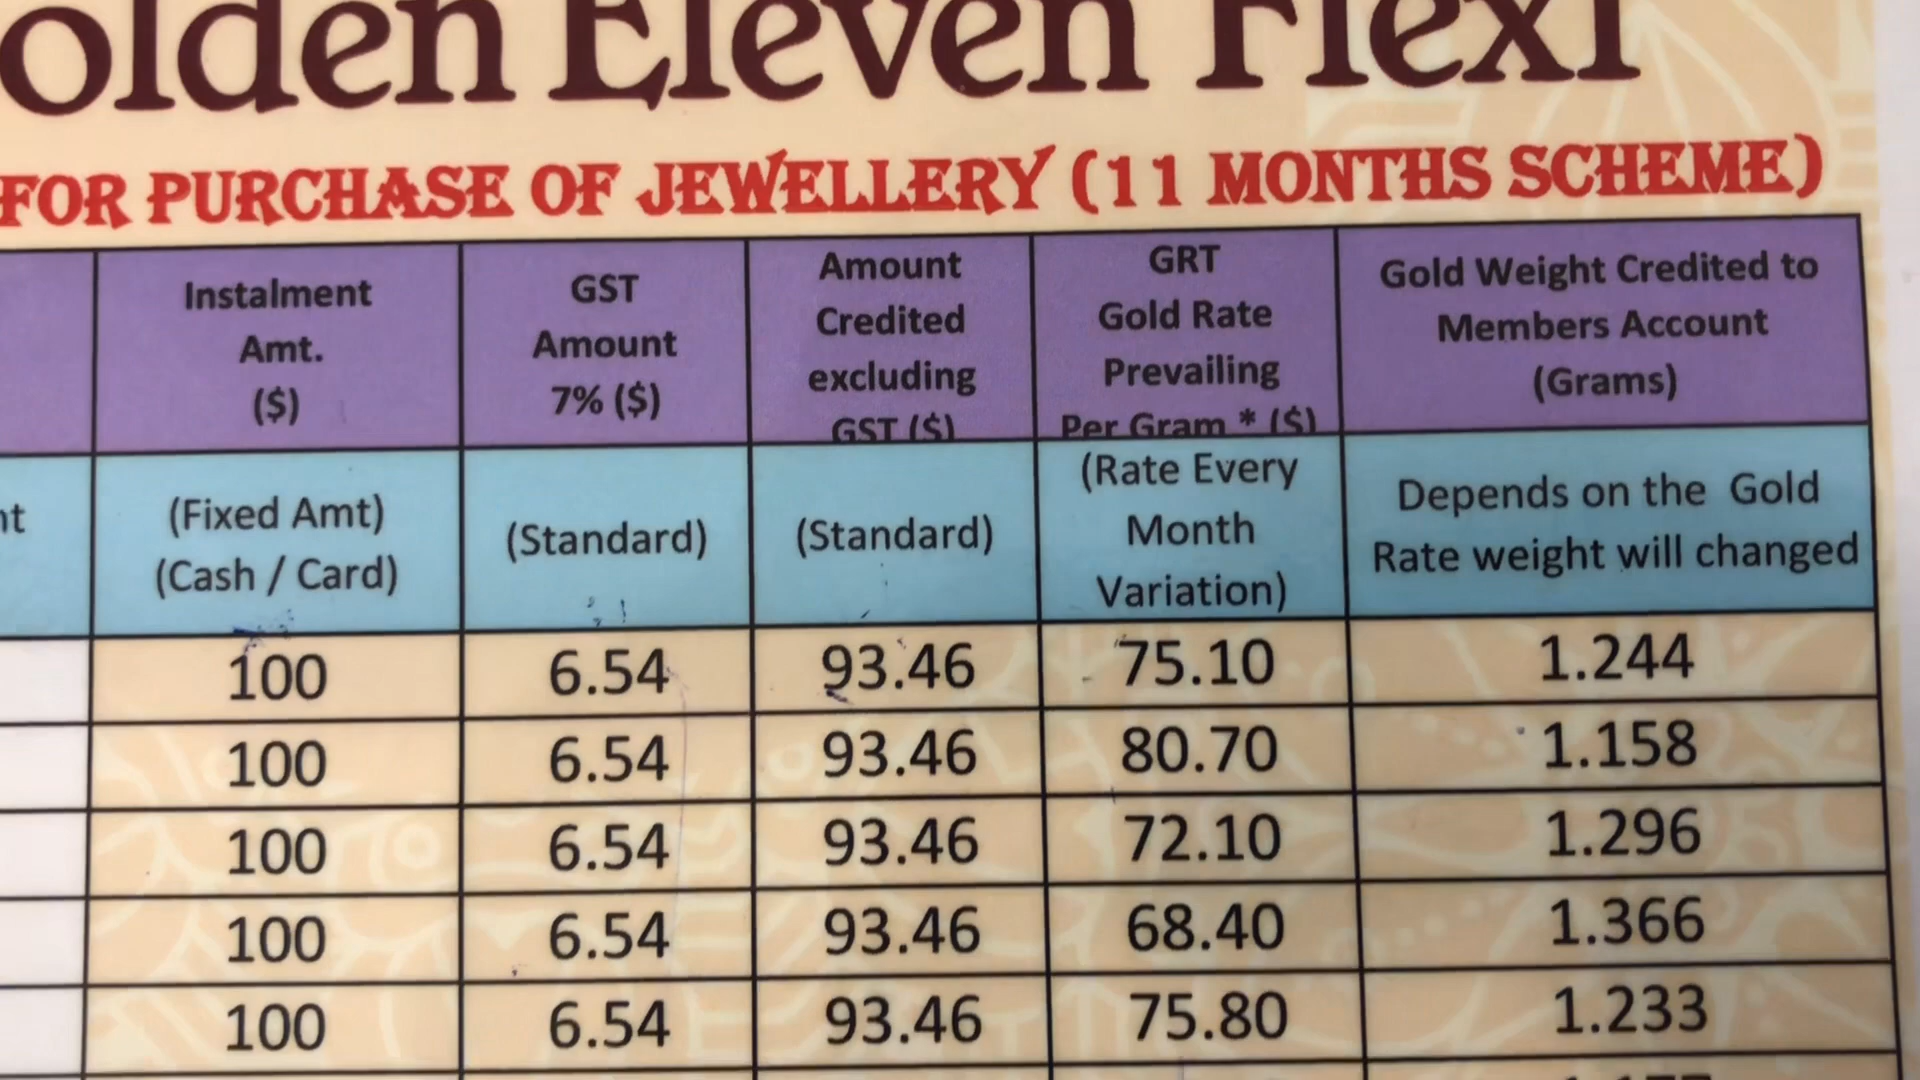 olden Eleven Flexi
FOR PURCHASE OF JEWELLERY (11 MONTHS SCHEME)
Instalment
Amt.
($)
GST
Amount
7% ($)
Amount
Credited
excluding
GST ($)
GRT
Gold Rate
Prevailing
Per Gram * ($)
Gold Weight Credited to
Members Account
(Grams)
nt
(Fixed Amt)
(Cash / Card)
(Standard)
(Standard)
(Rate Every
Month
Variation)
Depends on the Gold
Rate weight will changed
100 6.54 93.46 75.10 1.244
100 6.54 93.46 80.70 1.158
100 6.54 93.46 72.10 1.296
100 6.54 93.46 68.40 1.366
100 6.54 93.46 75.80 1.233